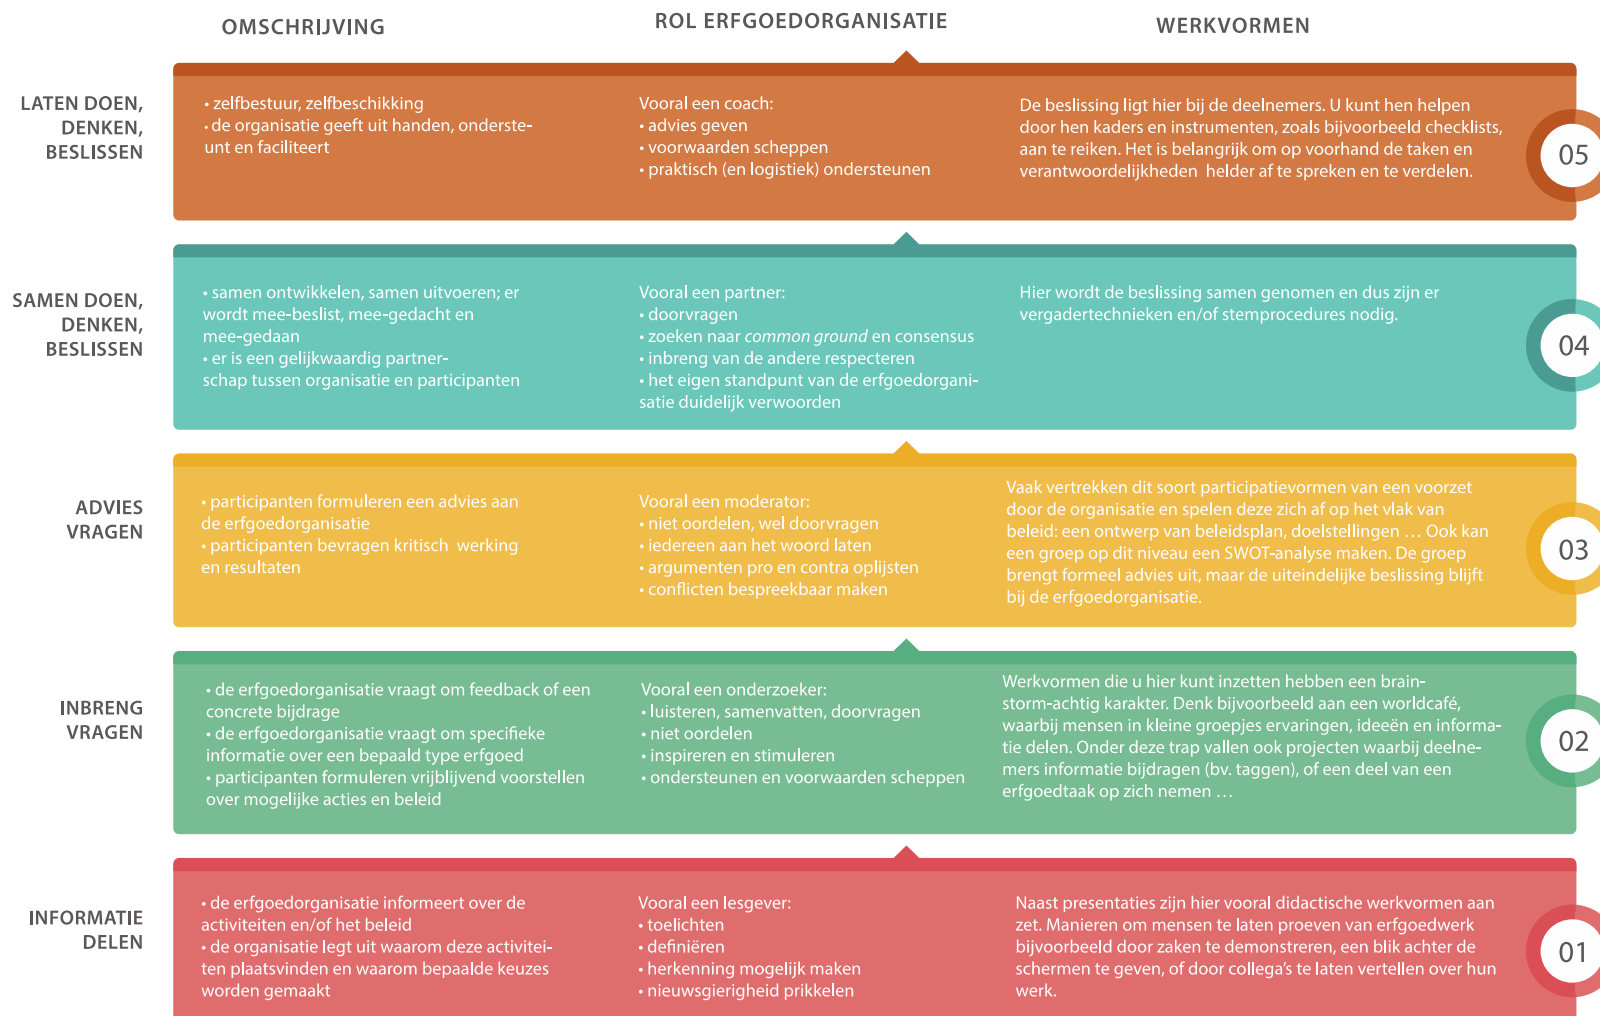 OMSCHRIJVING
ROL ERFGOEDORGANISATIE
WERKVORMEN
LATEN DOEN,
DENKEN,
BESLISSEN
• zelfbestuur, zelfbeschikking
• de organisatie geeft uit handen, onderste-
unt en faciliteert
Vooral een coach:
• advies geven
• voorwaarden scheppen
• praktisch (en logistiek) ondersteunen
De beslissing ligt hier bij de deelnemers. U kunt hen helpen
door hen kaders en instrumenten, zoals bijvoorbeeld checklists,
aan te reiken. Het is belangrijk om op voorhand de taken en
verantwoordelijkheden helder af te spreken en te verdelen.
05
SAMEN DOEN,
DENKEN,
BESLISSEN
• samen ontwikkelen, samen uitvoeren; er
wordt mee-beslist, mee-gedacht en
mee-gedaan
• er is een gelijkwaardig partner-
schap tussen organisatie en participanten
Vooral een partner:
• doorvragen
• zoeken naar common ground en consensus
• inbreng van de andere respecteren
• het eigen standpunt van de erfgoedorgani-
satie duidelijk verwoorden
Hier wordt de beslissing samen genomen en dus zijn er
vergadertechnieken en/of stemprocedures nodig.
04
ADVIES
VRAGEN
• participanten formuleren een advies aan
de erfgoedorganisatie
• participanten bevragen kritisch werking
en resultaten
Vooral een moderator:
• niet oordelen, wel doorvragen
• iedereen aan het woord laten
• argumenten pro en contra oplijsten
• conflicten bespreekbaar maken
Vaak vertrekken dit soort participatievormen van een voorzet
door de organisatie en spelen deze zich af op het vlak van
beleid: een ontwerp van beleidsplan, doelstellingen … Ook kan
een groep op dit niveau een SWOT-analyse maken. De groep
brengt formeel advies uit, maar de uiteindelijke beslissing blijft
bij de erfgoedorganisatie.
03
INBRENG
VRAGEN
• de erfgoedorganisatie vraagt om feedback of een
concrete bijdrage
• de erfgoedorganisatie vraagt om specifieke
informatie over een bepaald type erfgoed
• participanten formuleren vrijblijvend voorstellen
over mogelijke acties en beleid
Vooral een onderzoeker:
• luisteren, samenvatten, doorvragen
• niet oordelen
• inspireren en stimuleren
• ondersteunen en voorwaarden scheppen
Werkvormen die u hier kunt inzetten hebben een brain-
storm-achtig karakter. Denk bijvoorbeeld aan een worldcafé,
waarbij mensen in kleine groepjes ervaringen, ideeën en informa-
tie delen. Onder deze trap vallen ook projecten waarbij deelne-
mers informatie bijdragen (bv. taggen), of een deel van een
erfgoedtaak op zich nemen …
02
INFORMATIE
DELEN
• de erfgoedorganisatie informeert over de
activiteiten en/of het beleid
• de organisatie legt uit waarom deze activitei-
ten plaatsvinden en waarom bepaalde keuzes
worden gemaakt
Vooral een lesgever:
• toelichten
• definiëren
• herkenning mogelijk maken
• nieuwsgierigheid prikkelen
Naast presentaties zijn hier vooral didactische werkvormen aan
zet. Manieren om mensen te laten proeven van erfgoedwerk
bijvoorbeeld door zaken te demonstreren, een blik achter de
schermen te geven, of door collega's te laten vertellen over hun
werk.
01